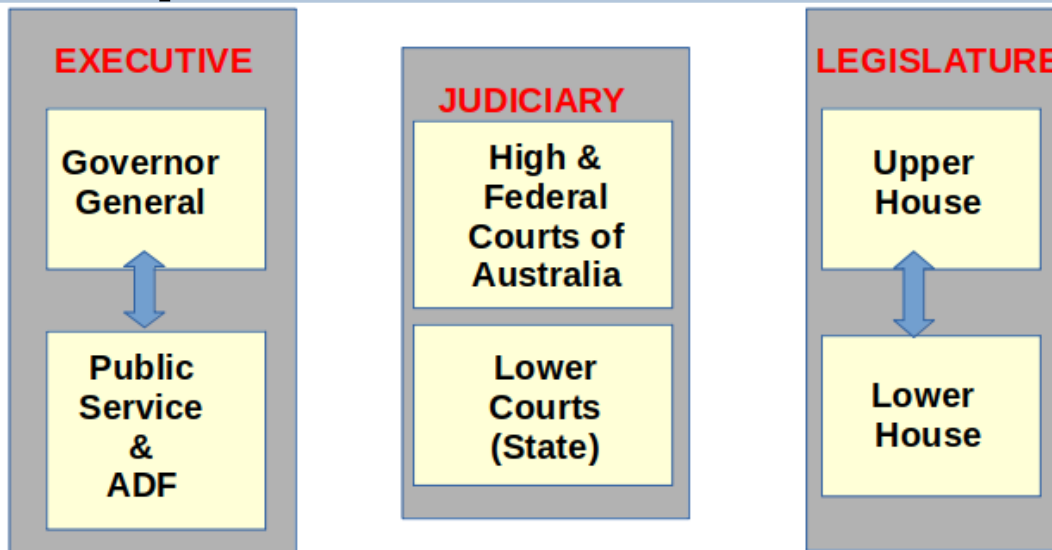 EXECUTIVE
Governor
General
Public
Service
&
ADF
JUDICIARY
High &
Federal
Courts of
Australia
Lower
Courts
(State)
LEGISLATURE
Upper
House
Lower
House